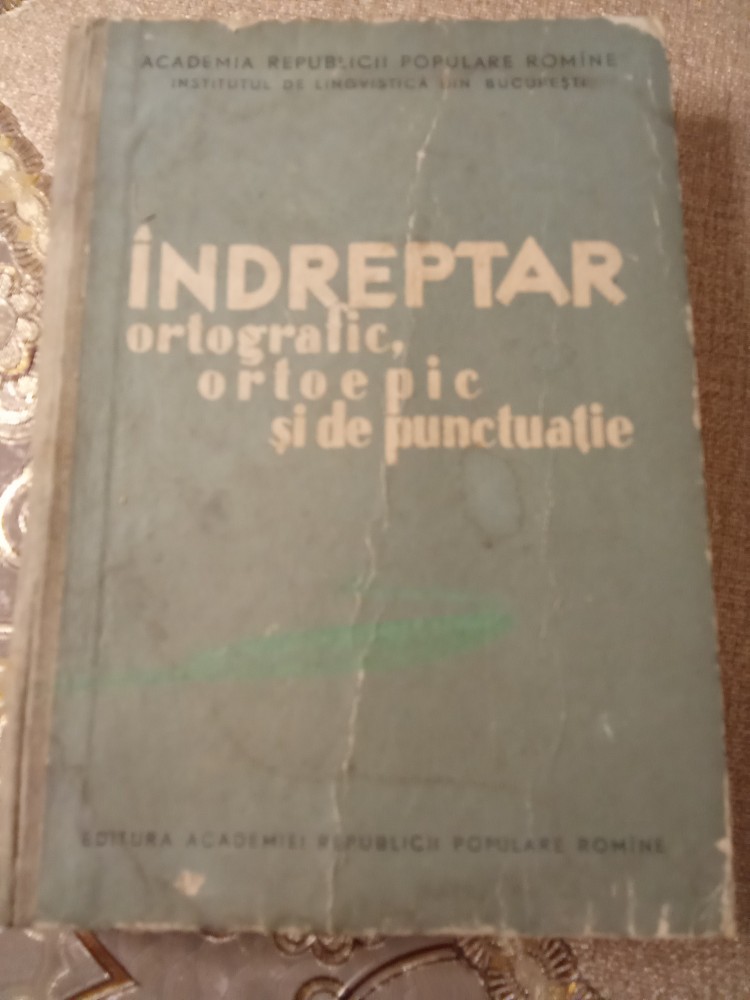 ACADEMIA REPUBLICII POPULARE ROMÎNE
INSTITUTUL DE LINGVISTICĂ DIN BUCUREȘTI
ÎNDREPTAR
ortografic,
ortoepic
și de punctuație
EDITURA ACADEMIEI REPUBLICII POPULARE ROMÎNE